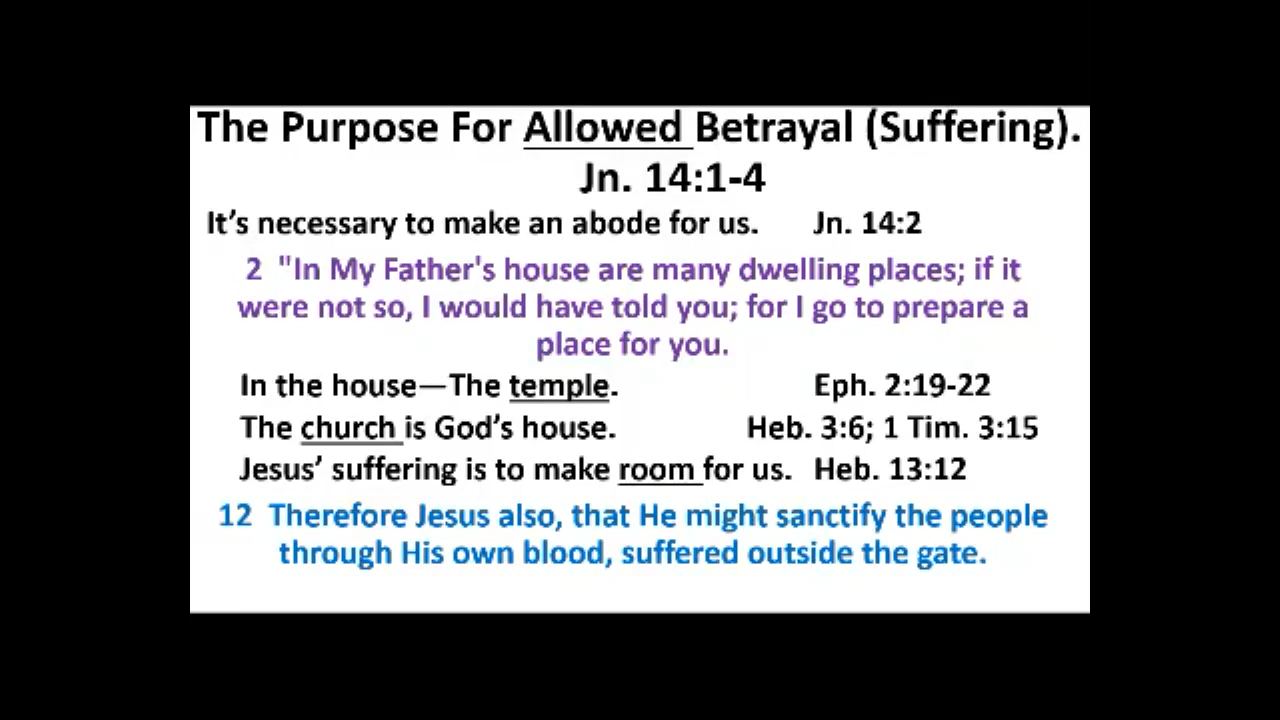 The Purpose For Allowed Betrayal (Suffering).
Jn. 14:1-4
It’s necessary to make an abode for us. Jn. 14:2
2 "In My Father's house are many dwelling places; if it
were not so, I would have told you; for I go to prepare a
place for you.
In the house—The temple. Eph. 2:19-22
The church is God’s house. Heb. 3:6; 1 Tim. 3:15
Jesus’ suffering is to make room for us. Heb. 13:12
12 Therefore Jesus also, that He might sanctify the people
through His own blood, suffered outside the gate.